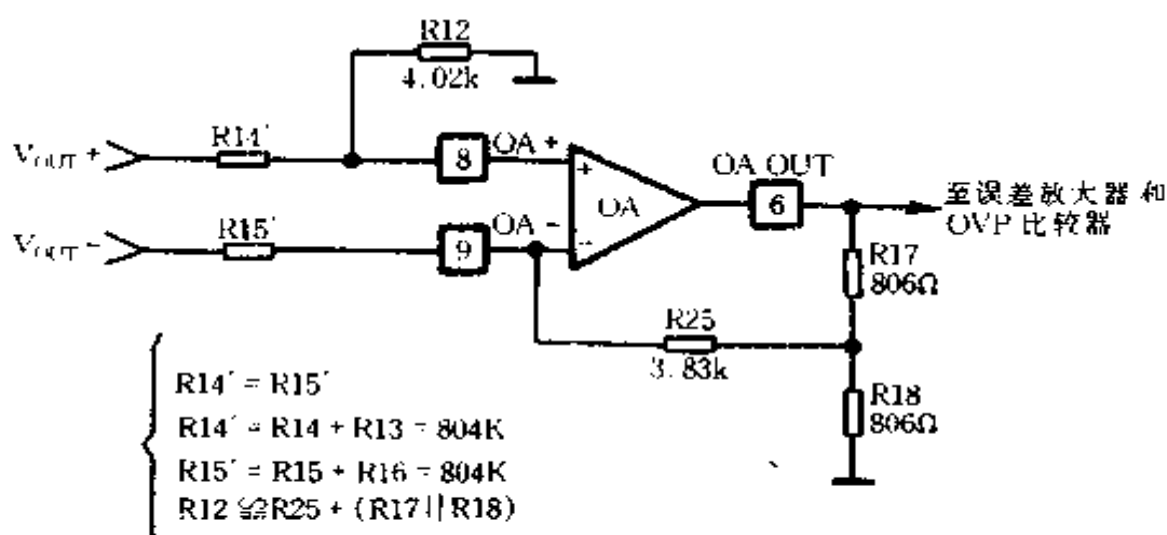 R12
4.02k
V_OUT +
R14′
8
OA +
+
OA
OA OUT
6
至误差放大器和
OVP 比较器
V_OUT −
R15′
9
OA −
−
R17
806Ω
R25
3.83k
R18
806Ω
R14′ = R15′
R14′ = R14 + R13 = 804K
R15′ = R15 + R16 = 804K
R12 ≌ R25 + (R17 || R18)